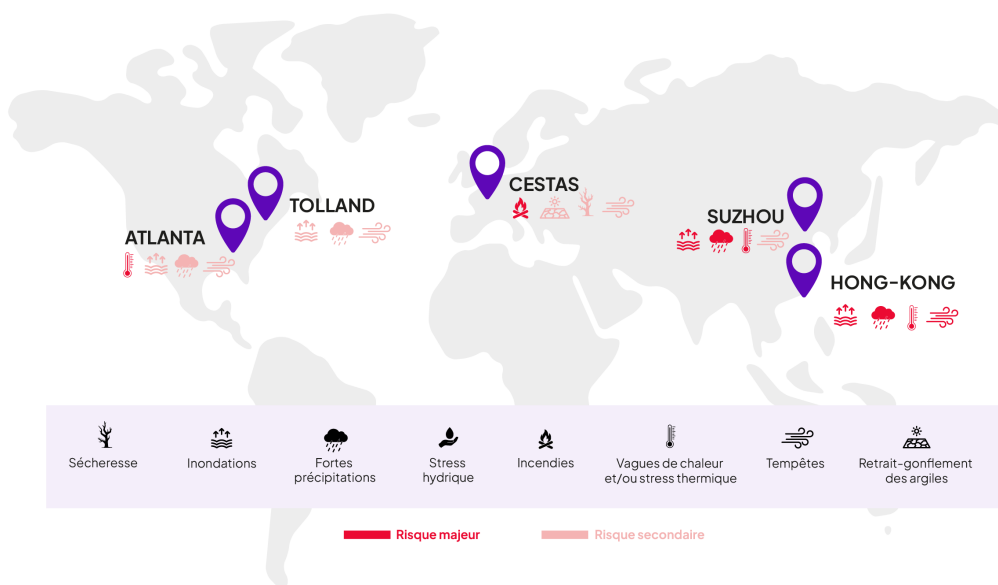 CESTAS
TOLLAND
SUZHOU
ATLANTA
HONG-KONG
Sécheresse
Inondations
Fortes
précipitations
Stress
hydrique
Incendies
Vagues de chaleur
et/ou stress thermique
Tempêtes
Retrait-gonflement
des argiles
Risque majeur
Risque secondaire